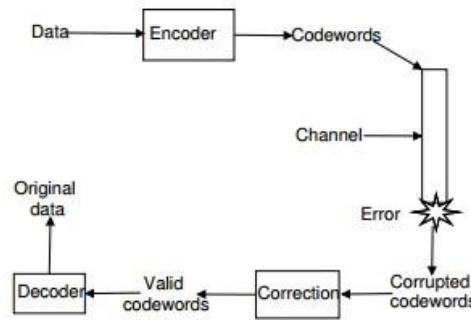 Data
Encoder
Codewords
Channel
Error
Corrupted
codewords
Correction
Valid
codewords
Decoder
Original
data